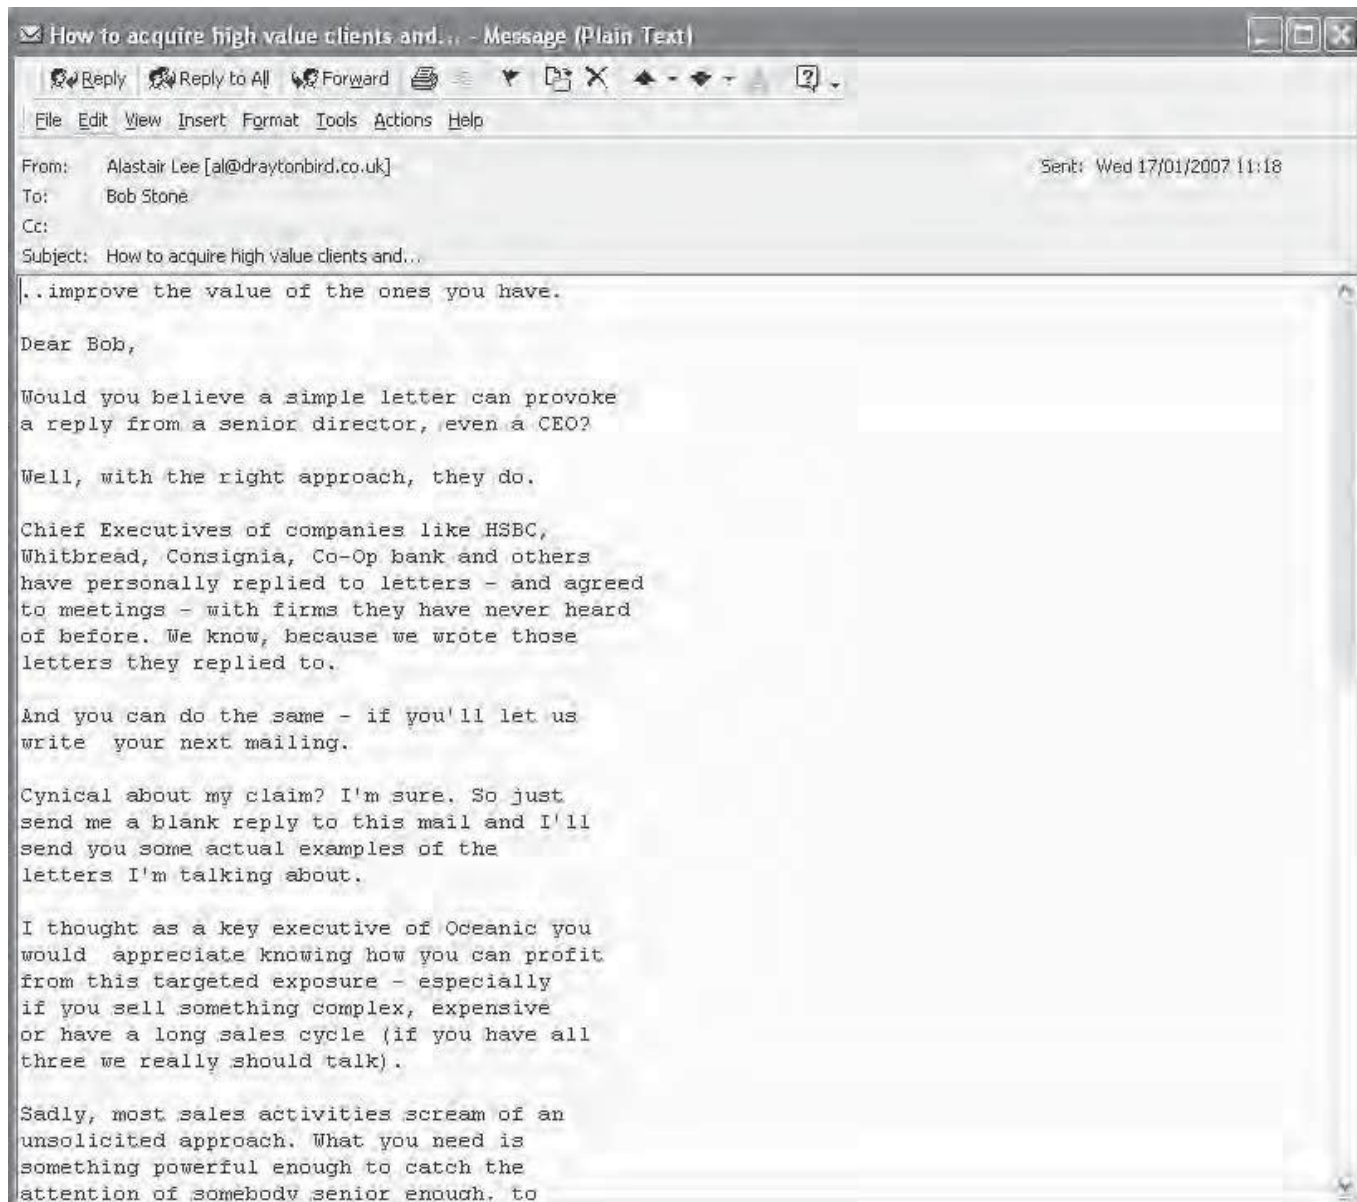 How to acquire high value clients and... - Message (Plain Text)
Reply Reply to All Forward
File Edit View Insert Format Tools Actions Help
From: Alastair Lee [al@draytonbird.co.uk] Sent: Wed 17/01/2007 11:18
To: Bob Stone
Cc:
Subject: How to acquire high value clients and...
..improve the value of the ones you have.
Dear Bob,
Would you believe a simple letter can provoke
a reply from a senior director, even a CEO?
Well, with the right approach, they do.
Chief Executives of companies like HSBC,
Whitbread, Consignia, Co-Op bank and others
have personally replied to letters - and agreed
to meetings - with firms they have never heard
of before. We know, because we wrote those
letters they replied to.
And you can do the same - if you'll let us
write  your next mailing.
Cynical about my claim? I'm sure. So just
send me a blank reply to this mail and I'll
send you some actual examples of the
letters I'm talking about.
I thought as a key executive of Oceanic you
would  appreciate knowing how you can profit
from this targeted exposure - especially
if you sell something complex, expensive
or have a long sales cycle (if you have all
three we really should talk).
Sadly, most sales activities scream of an
unsolicited approach. What you need is
something powerful enough to catch the
attention of somebody senior enough, to